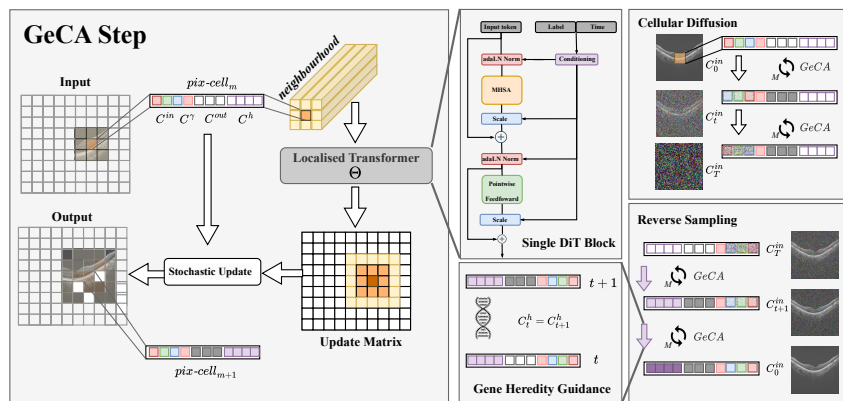 GeCA Step
Input
pix-cell_m
neighbourhood
C^in C^γ C^out C^h
Localised Transformer
Θ
Output
Stochastic Update
Update Matrix
pix-cell_{m+1}
Input token
Label
Time
adaLN Norm
Conditioning
MHSA
Scale
+
adaLN Norm
Pointwise
Feedfoward
Scale
+
Single DiT Block
t + 1
C_t^h = C_{t+1}^h
t
Gene Heredity Guidance
Cellular Diffusion
C_0^in
M GeCA
C_t^in
M GeCA
C_T^in
Reverse Sampling
C_T^in
M GeCA
C_{t+1}^in
M GeCA
C_0^in